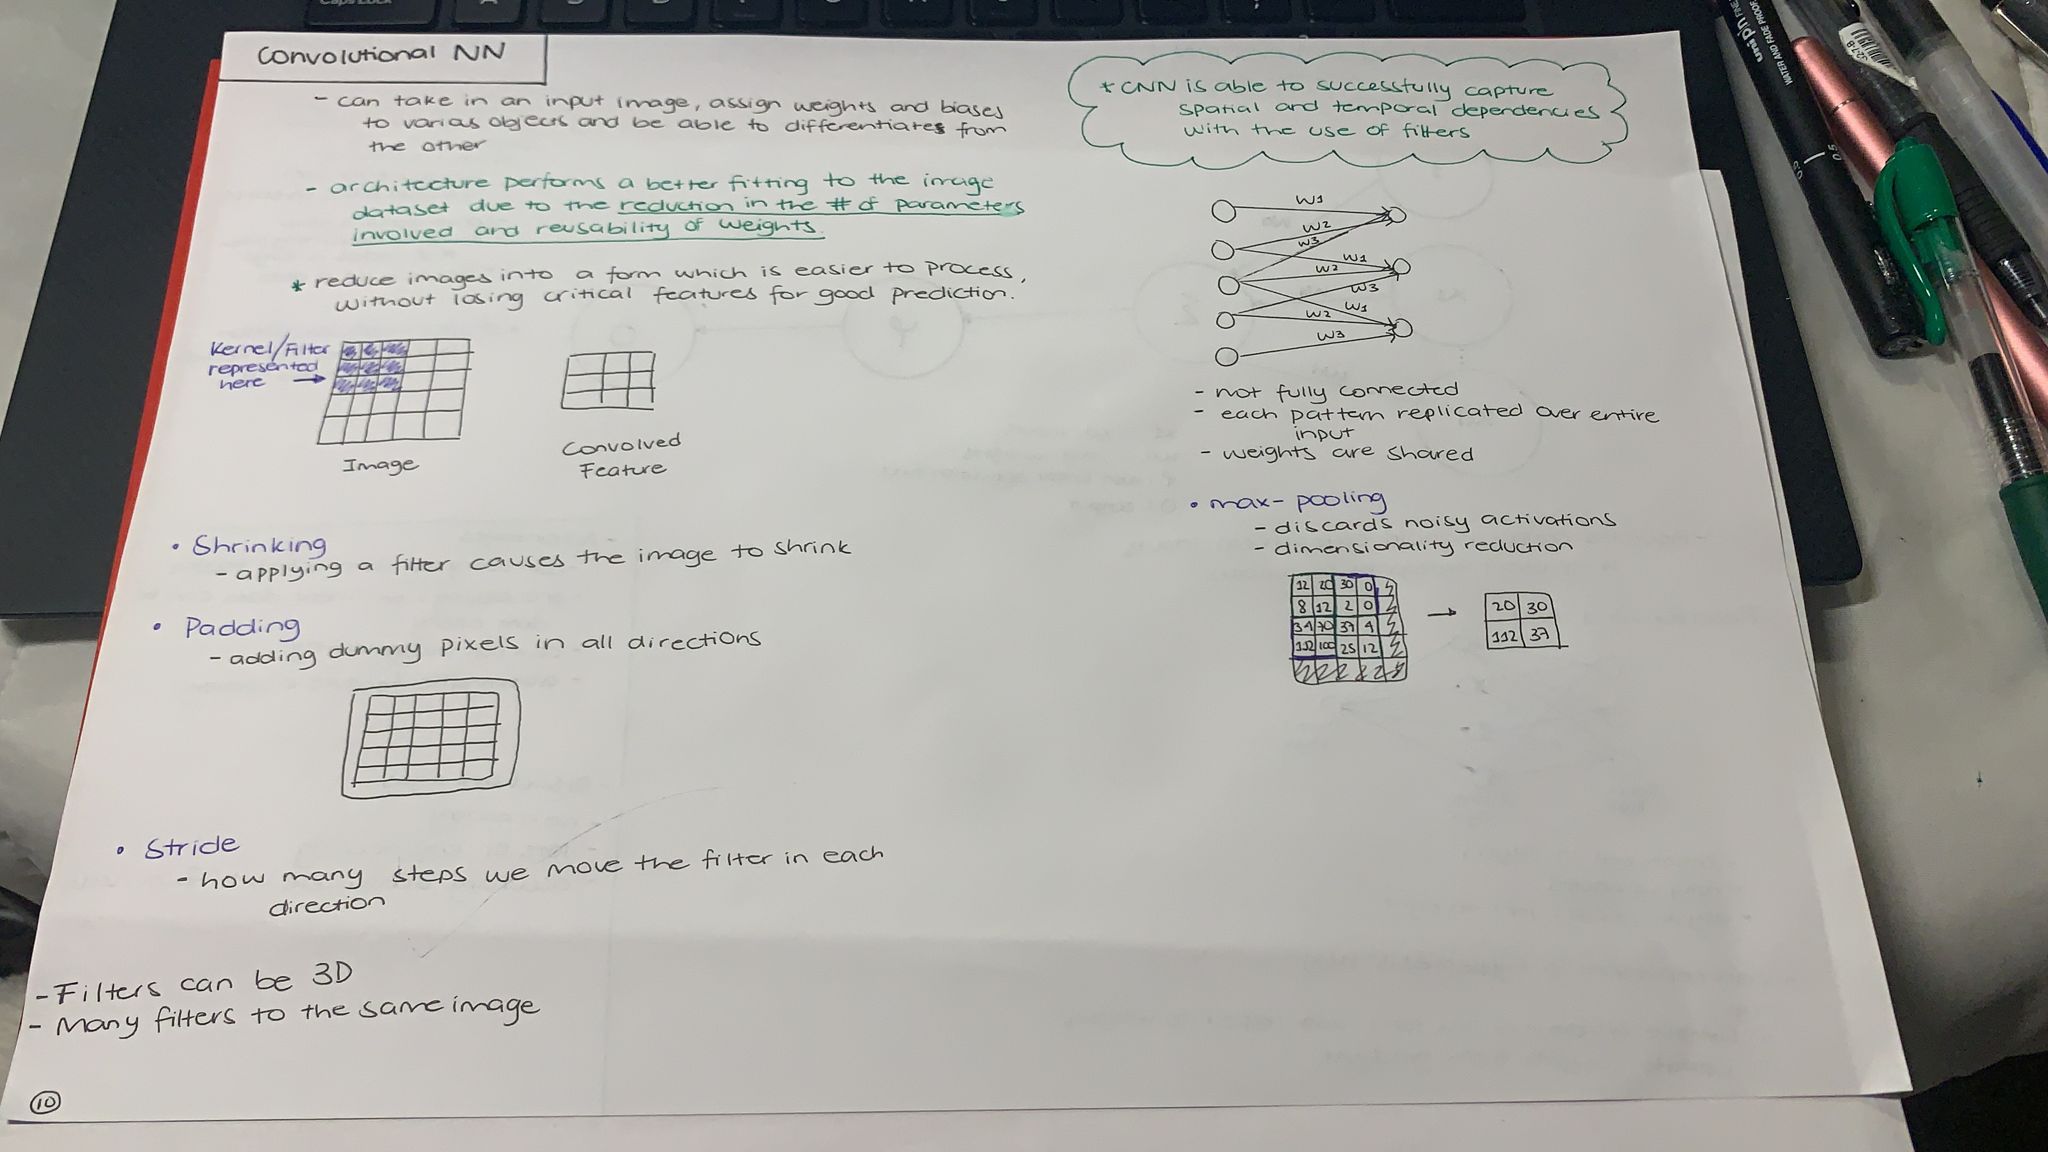 Convolutional NN
- can take in an input image, assign weights and biases
to varias objects and be able to differentiates from
the other
- architecture performs a better fitting to the image
dataset due to the reduction in the # of parameters
involved and reusability of weights.
* reduce images into a form which is easier to process,
without losing critical features for good prediction.
Kernel/Filter
represented
here →
Image
Convolved
Feature
• Shrinking
- applying a filter causes the image to shrink
• Padding
- adding dummy pixels in all directions
• Stride
- how many steps we move the filter in each
direction
- Filters can be 3D
- Many filters to the same image
10
* CNN is able to successfully capture
spatial and temporal dependencies
with the use of filters
W1
W2
W3
W1
W2
W3
W1
W2
W3
- not fully connected
- each pattern replicated over entire
input
- weights are shared
• max-pooling
- discards noisy activations
- dimensionality reduction
12 20 30 0
8 12 2 0
34 70 37 4
112 100 25 12
→
20 30
112 37
uni pin FINE
WATER AND FADE PROOF
0.5
0.5